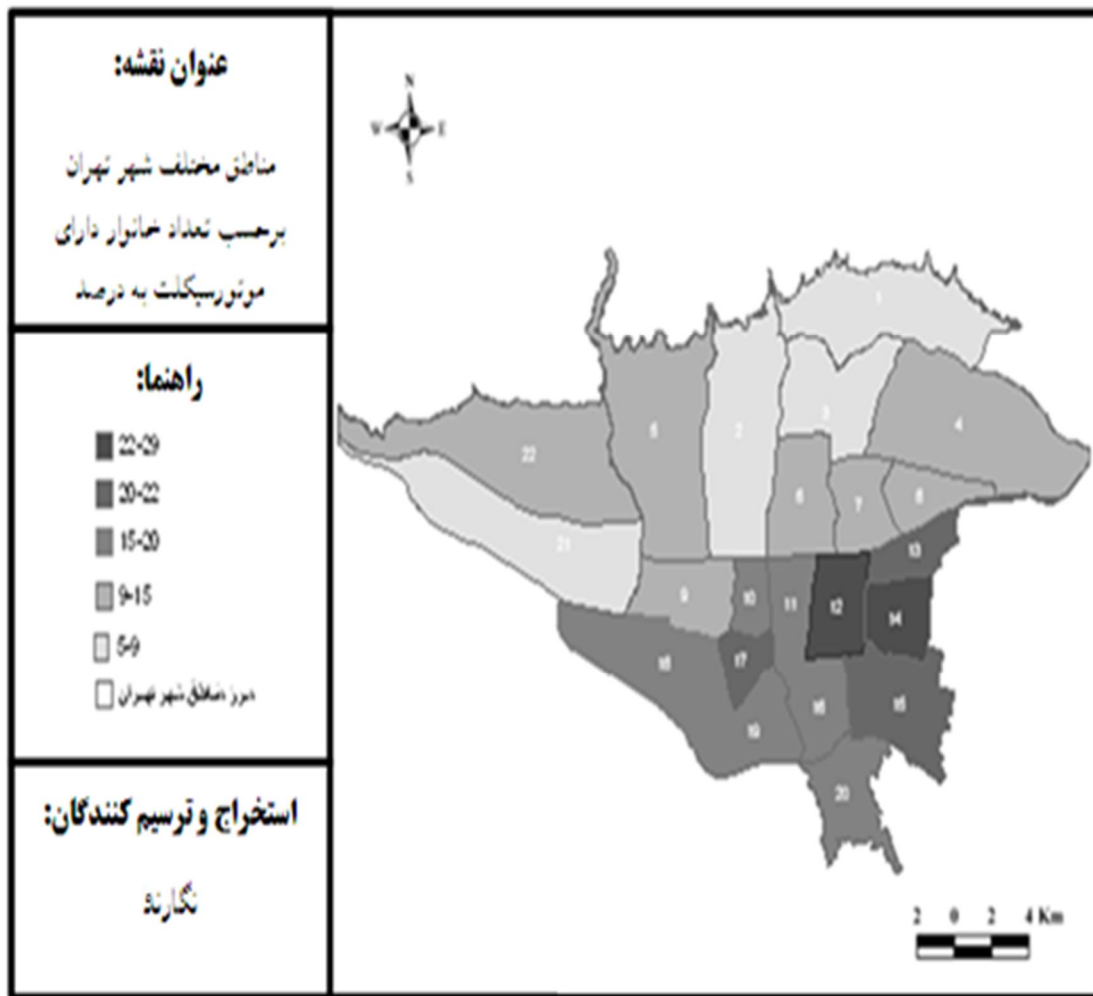 عنوان نقشه:
مناطق مختلف شهر تهران
برحسب تعداد خانوار دارای
موتورسیکلت به درصد
راهنما:
22-29
20-22
15-20
9-15
5-9
مرز مناطق شهر تهران
استخراج و ترسیم کنندگان:
نگارنده
N
W E
S
1
2
3
4
5
22
6
7
8
21
13
9
10
11
12
14
18
17
15
16
19
20
2 0 2 4 Km